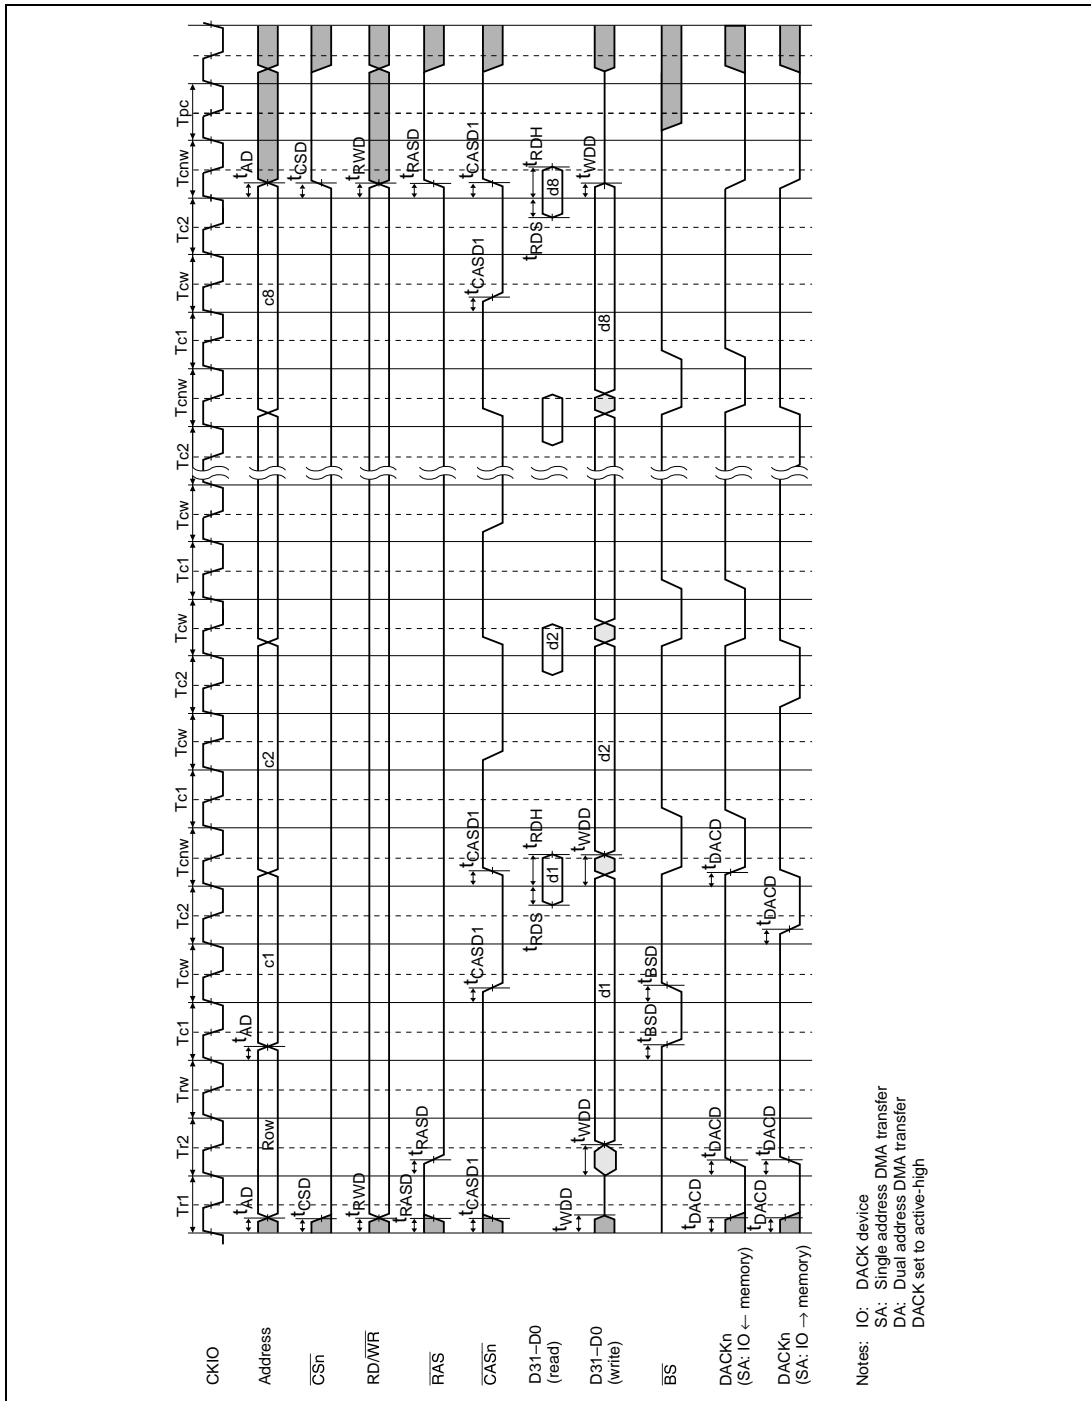 Tr1 Tr2 Trw Tc1 Tcw Tc2 Tcnw Tc1 Tcw Tc2 Tcw Tc1 Tcw Tc2 Tcnw Tc1 Tcw Tc2 Tcnw Tpc
CKIO
tAD tAD tAD
Address Row c1 c2 c8
tCSD tCSD
CSn
tRWD tRWD
RD/WR
tRASD tRASD tRASD
RAS
tCASD1 tCASD1 tCASD1 tCASD1 tCASD1
CASn
tRDS tRDH tRDS tRDH
D31–D0 d1 d2 d8
(read)
tWDD tWDD tWDD tWDD
D31–D0 d1 d2 d8
(write)
tBSD tBSD
BS
tDACD tDACD tDACD
DACKn
(SA: IO ← memory)
tDACD tDACD tDACD
DACKn
(SA: IO → memory)
Notes: IO: DACK device
SA: Single address DMA transfer
DA: Dual address DMA transfer
DACK set to active-high